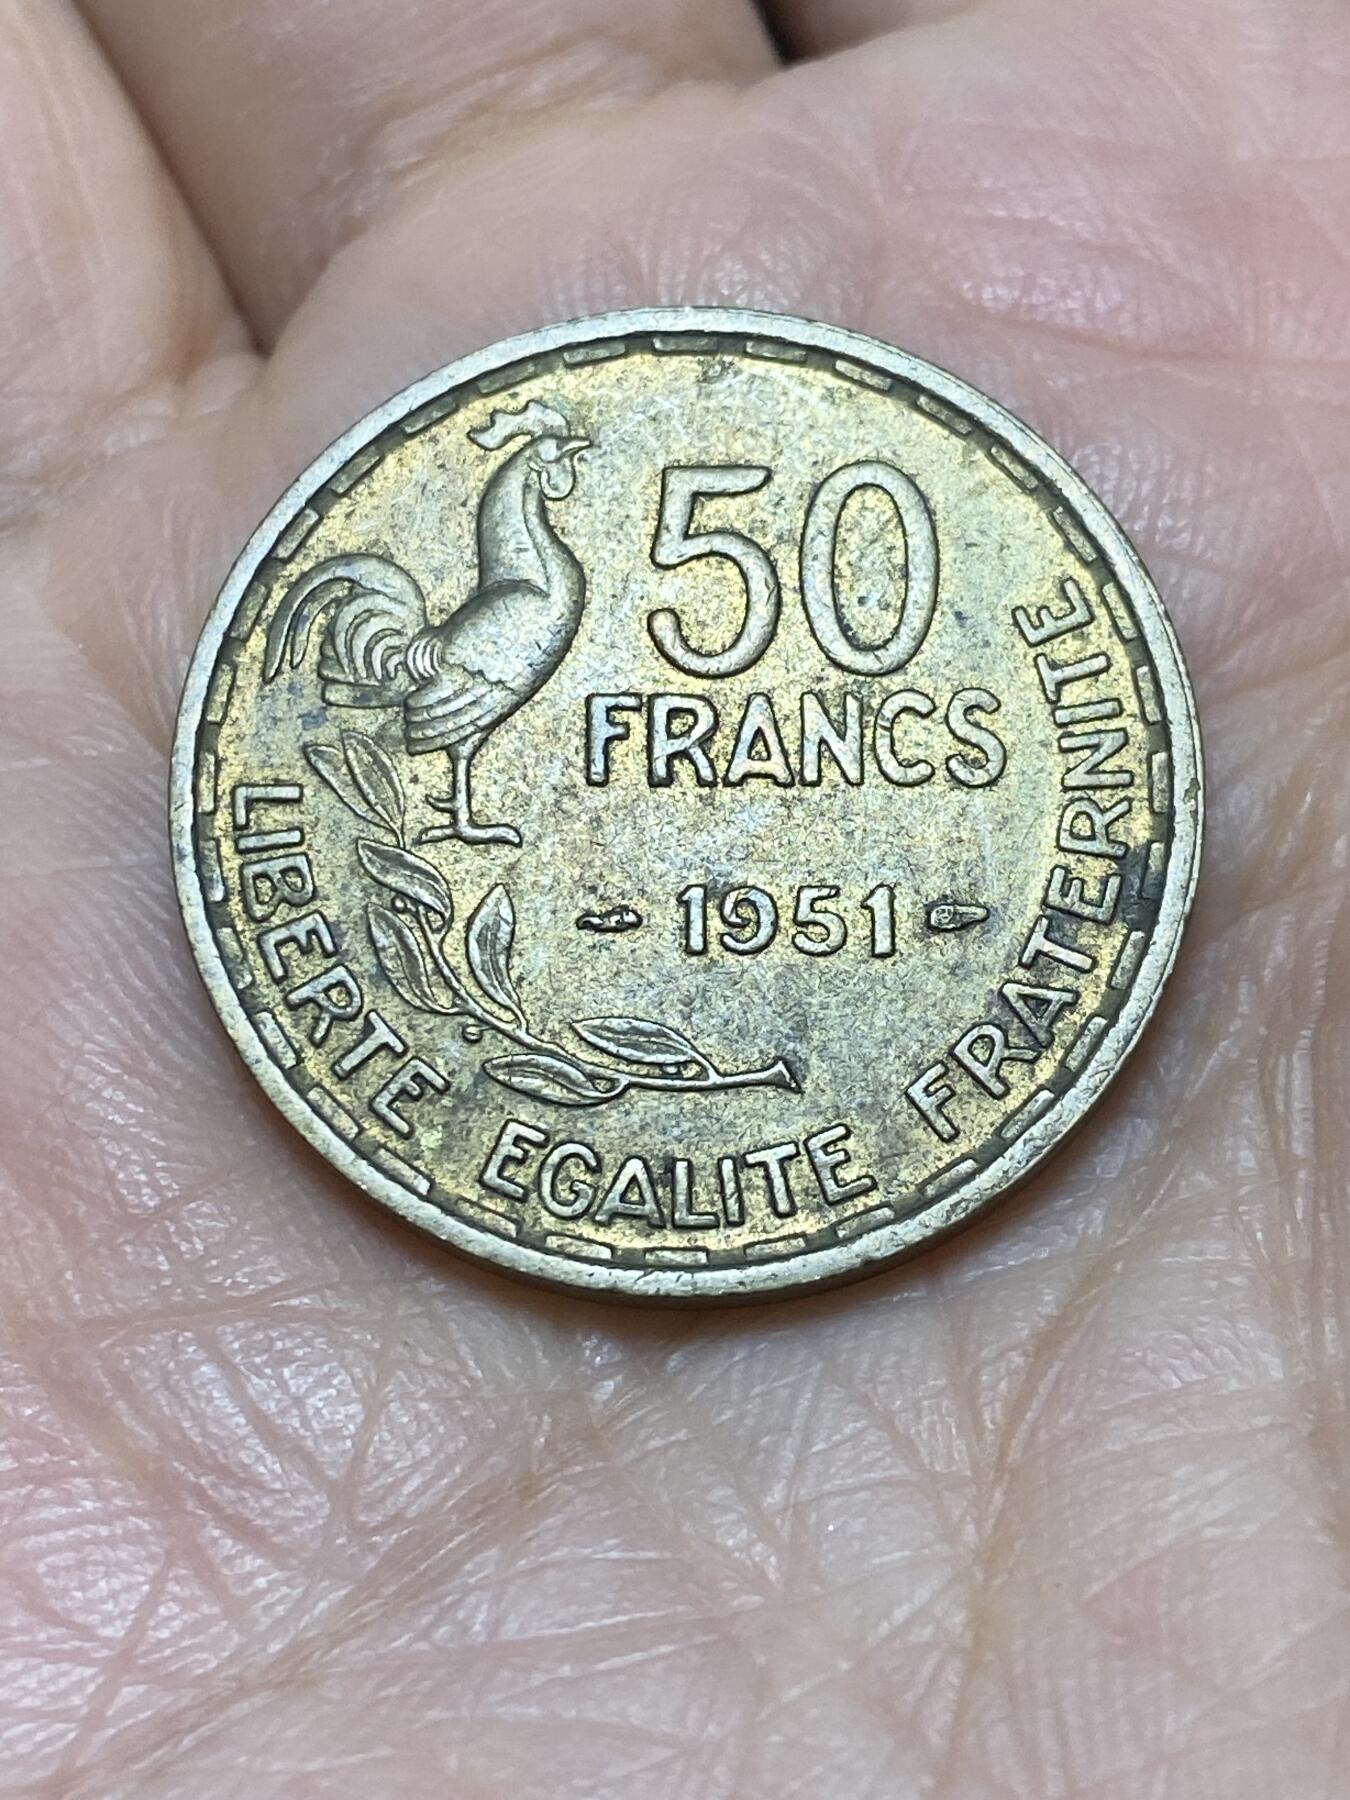 50
FRANCS
1951
LIBERTE EGALITE FRATERNITE